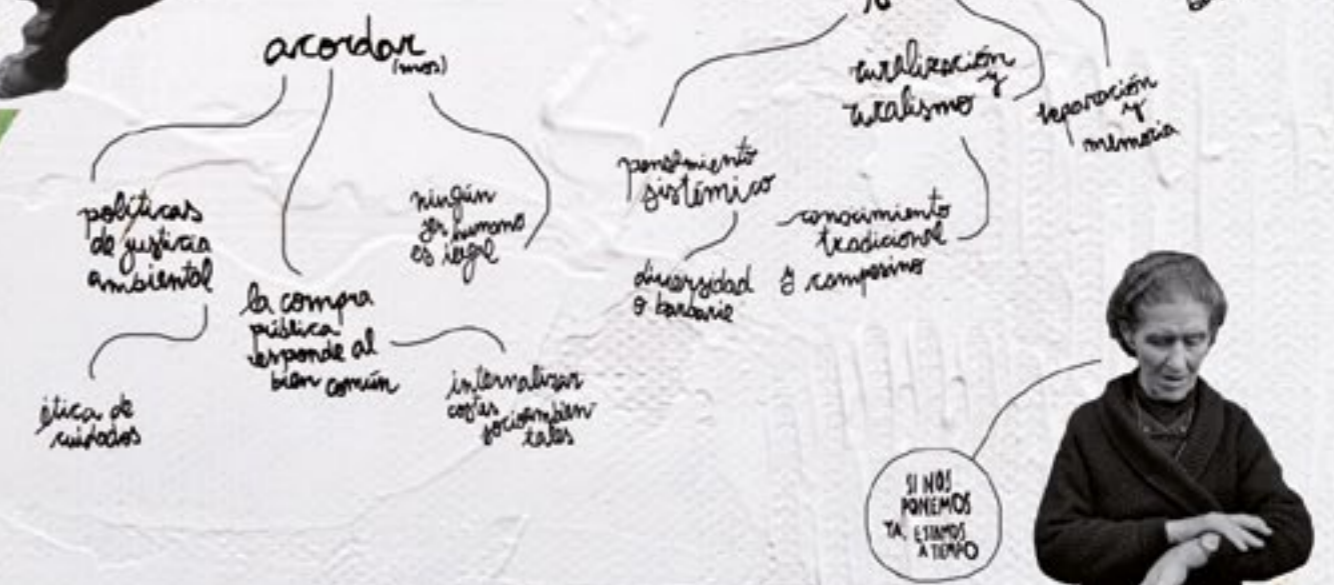 acordar
(mos)
políticas
de justicia
ambiental
ética de
cuidados
la compra
pública
responde al
bien común
internalizar
costes
socioambien-
tales
ningún
ser humano
es ilegal
pensamiento
sistémico
diversidad
o barbarie
ruralización
y
ruralismo
conocimiento
tradicional
y campesino
reparación
y
memoria
SI NOS
PONEMOS
YA, ESTAMOS
A TIEMPO